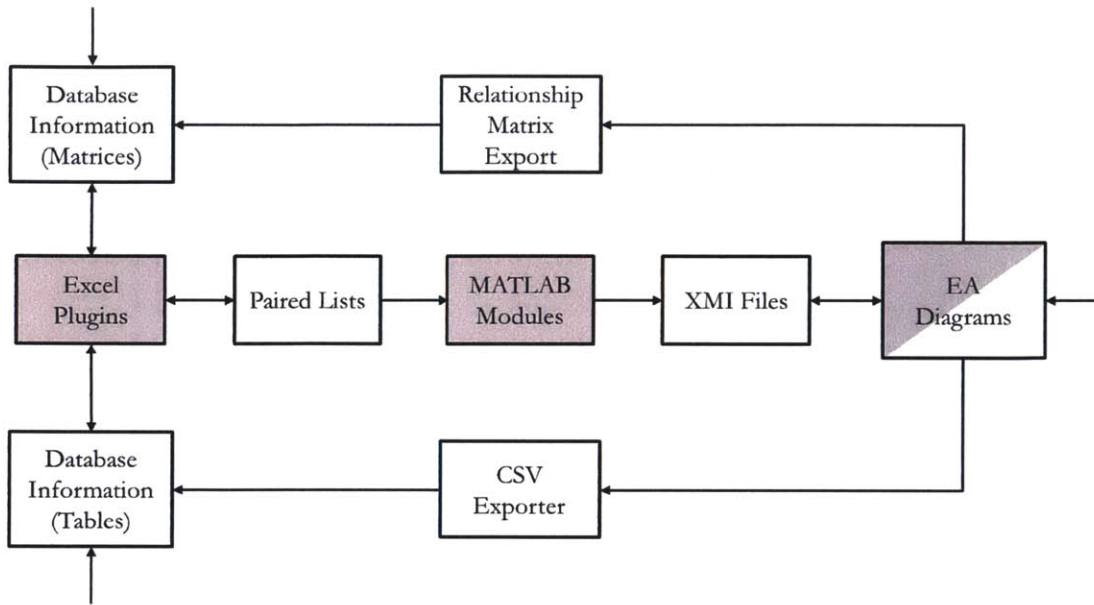 Database
Information
(Matrices)
Relationship
Matrix
Export
Excel
Plugins
Paired Lists
MATLAB
Modules
XMI Files
EA
Diagrams
Database
Information
(Tables)
CSV
Exporter